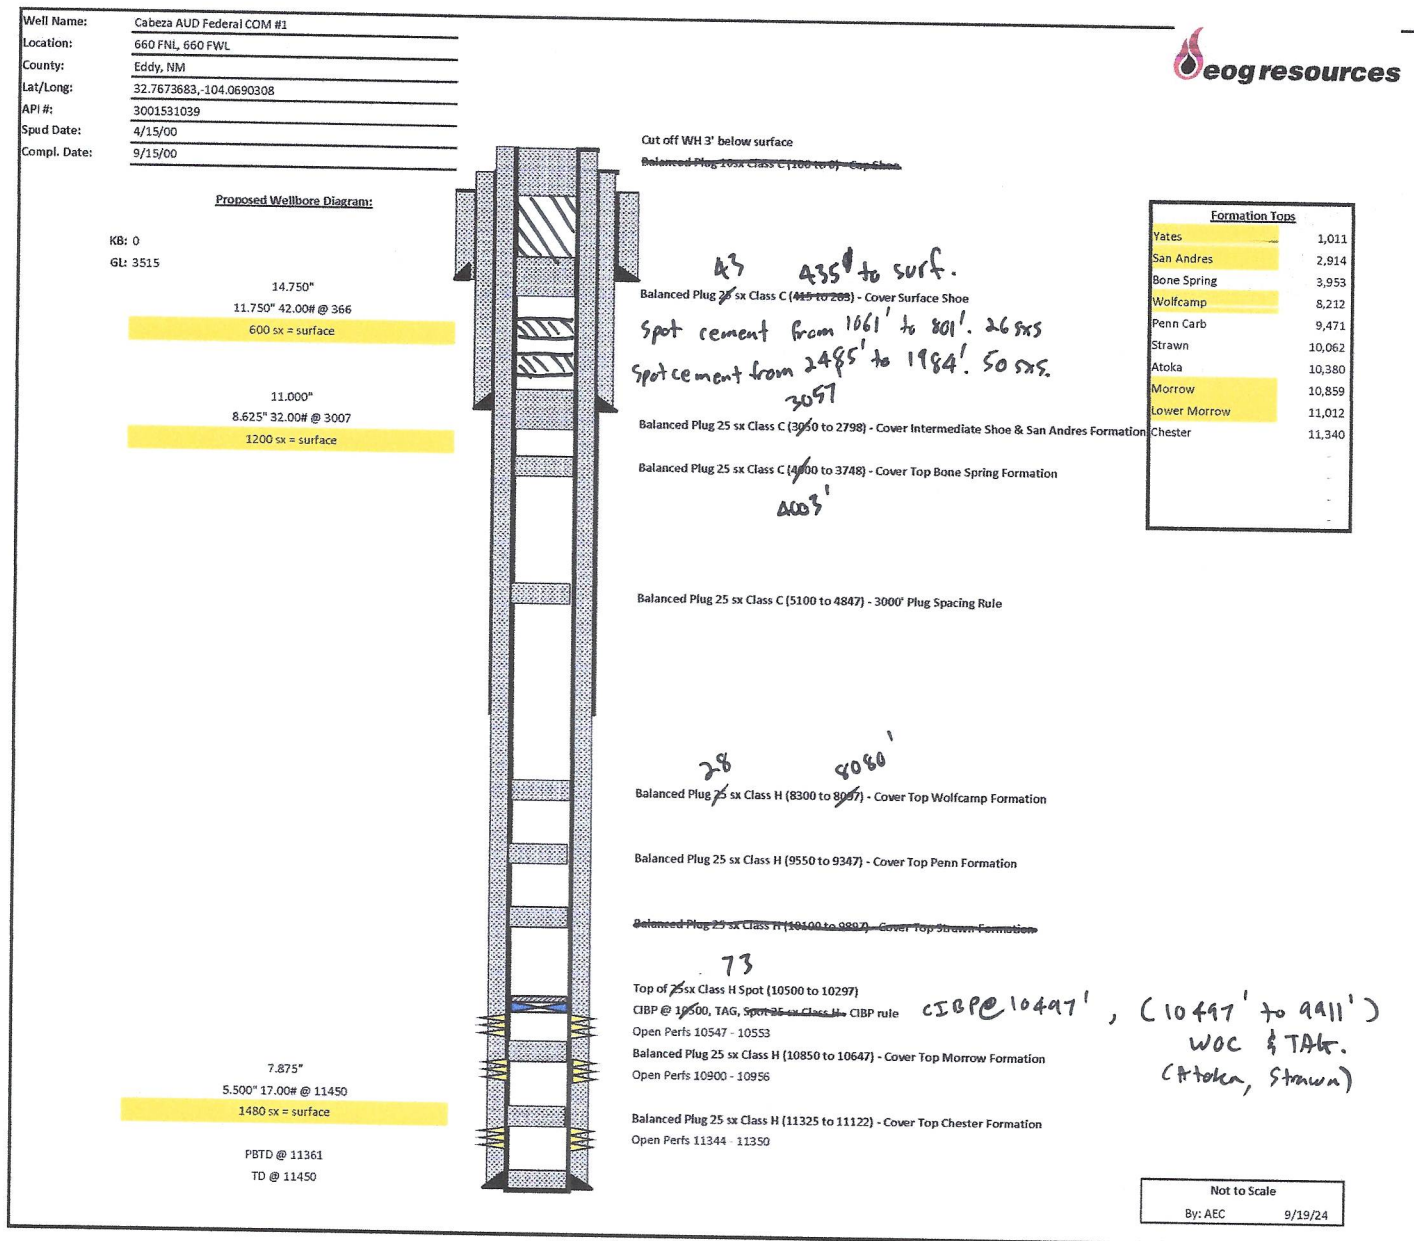 Well Name: Cabeza AUD Federal COM #1
Location: 660 FNL, 660 FWL
County: Eddy, NM
Lat/Long: 32.7673683,-104.0690308
API #: 3001531039
Spud Date: 4/15/00
Compl. Date: 9/15/00
eog resources
Proposed Wellbore Diagram:
KB: 0
GL: 3515
14.750"
11.750" 42.00# @ 366
600 sx = surface
11.000"
8.625" 32.00# @ 3007
1200 sx = surface
7.875"
5.500" 17.00# @ 11450
1480 sx = surface
PBTD @ 11361
TD @ 11450
Cut off WH 3' below surface
Balanced Plug 10sx Class C (100 to 0) - Cap Shoe
43 435' to surf.
Balanced Plug 25 sx Class C (415 to 263) - Cover Surface Shoe
Spot cement from 1061' to 801'. 26 sxs
Spot cement from 2485' to 1984'. 50 sxs.
3057
Balanced Plug 25 sx Class C (3050 to 2798) - Cover Intermediate Shoe & San Andres Formation
Balanced Plug 25 sx Class C (4000 to 3748) - Cover Top Bone Spring Formation
4003'
Balanced Plug 25 sx Class C (5100 to 4847) - 3000' Plug Spacing Rule
28 8080'
Balanced Plug 25 sx Class H (8300 to 8097) - Cover Top Wolfcamp Formation
Balanced Plug 25 sx Class H (9550 to 9347) - Cover Top Penn Formation
Balanced Plug 25 sx Class H (10100 to 9897) - Cover Top Strawn Formation
73
Top of 25sx Class H Spot (10500 to 10297)
CIBP @ 10500, TAG, Spot 25 sx Class H - CIBP rule CIBP@10497', (10497' to 9911')
WOC & TAG.
(Atoka, Strawn)
Open Perfs 10547 - 10553
Balanced Plug 25 sx Class H (10850 to 10647) - Cover Top Morrow Formation
Open Perfs 10900 - 10956
Balanced Plug 25 sx Class H (11325 to 11122) - Cover Top Chester Formation
Open Perfs 11344 - 11350
Formation Tops
Yates 1,011
San Andres 2,914
Bone Spring 3,953
Wolfcamp 8,212
Penn Carb 9,471
Strawn 10,062
Atoka 10,380
Morrow 10,859
Lower Morrow 11,012
Chester 11,340
-
-
-
-
Not to Scale
By: AEC 9/19/24